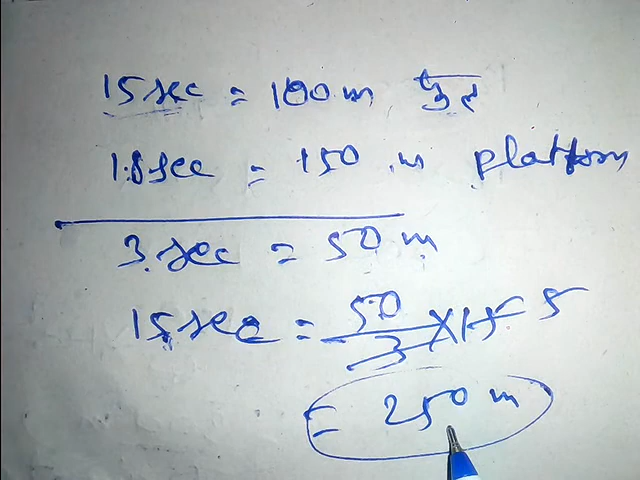 15 sec = 100 m पुल
18 sec = 150 m platform
3 sec = 50 m
15 sec = 50/3 × 15 5
= 250 m